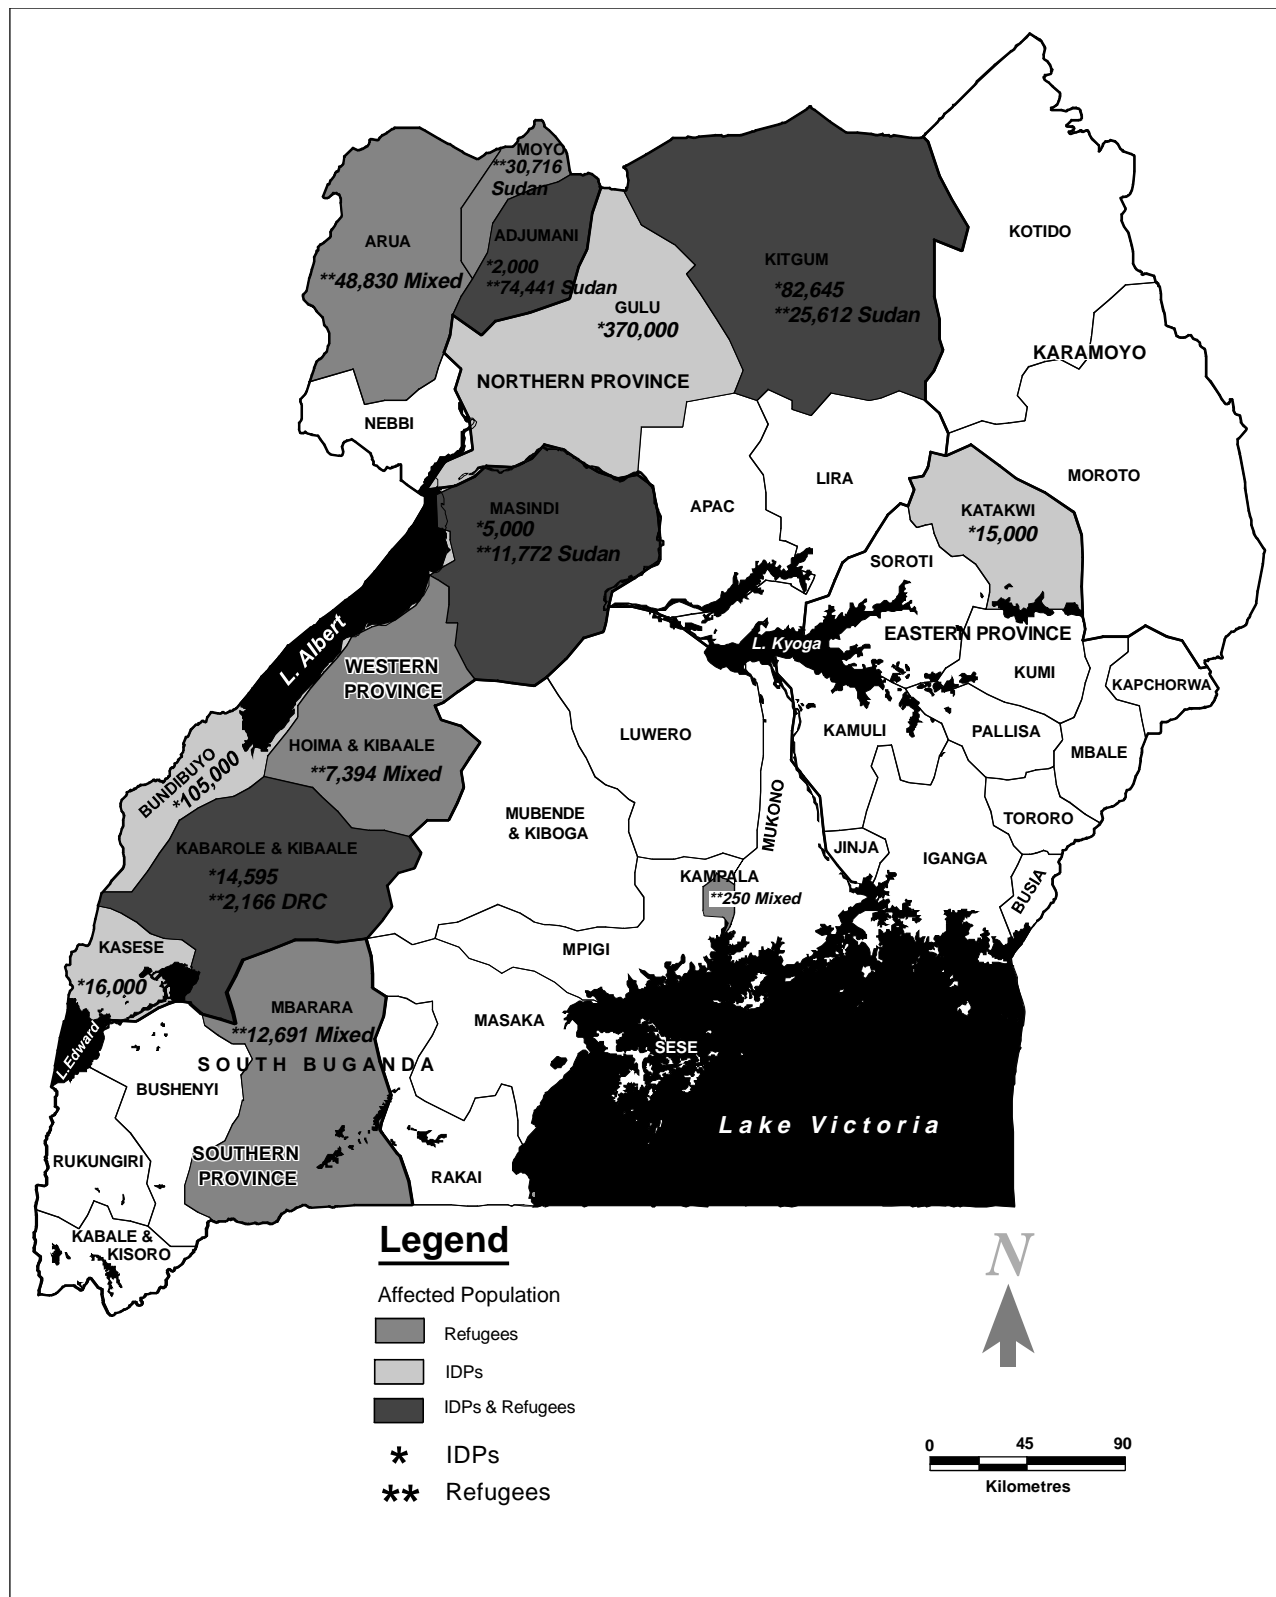 MOYO
**30,716
Sudan
ARUA
**48,830 Mixed
ADJUMANI
*2,000
**74,441 Sudan
GULU
*370,000
KITGUM
*82,645
**25,612 Sudan
KOTIDO
KARAMOYO
NORTHERN PROVINCE
NEBBI
MOROTO
LIRA
APAC
MASINDI
*5,000
**11,772 Sudan
KATAKWI
*15,000
SOROTI
EASTERN PROVINCE
L. Albert
L. Kyoga
WESTERN
PROVINCE
KUMI
KAPCHORWA
LUWERO
KAMULI
PALLISA
MBALE
HOIMA & KIBAALE
**7,394 Mixed
BUNDIBUYO
*105,000
MUBENDE
& KIBOGA
MUKONO
TORORO
KABAROLE & KIBAALE
*14,595
**2,166 DRC
JINJA
IGANGA
BUSIA
KAMPALA
**250 Mixed
KASESE
*16,000
MPIGI
MBARARA
**12,691 Mixed
MASAKA
L.Edward
SESE
SOUTH BUGANDA
BUSHENYI
Lake Victoria
RUKUNGIRI
SOUTHERN
PROVINCE
RAKAI
KABALE &
KISORO
Legend
Affected Population
Refugees
IDPs
IDPs & Refugees
* IDPs
** Refugees
N
0 45 90
Kilometres